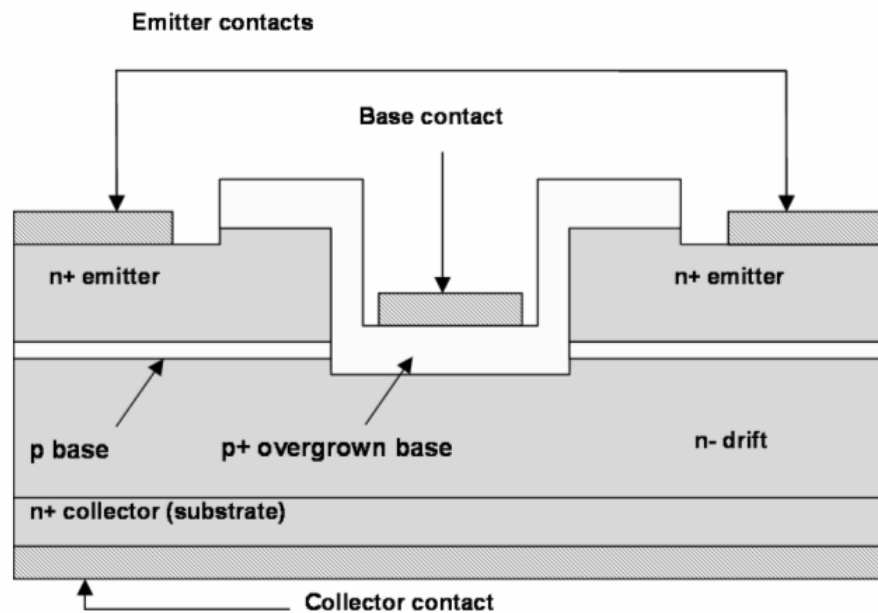 Emitter contacts
Base contact
n+ emitter
n+ emitter
p base
p+ overgrown base
n- drift
n+ collector (substrate)
Collector contact